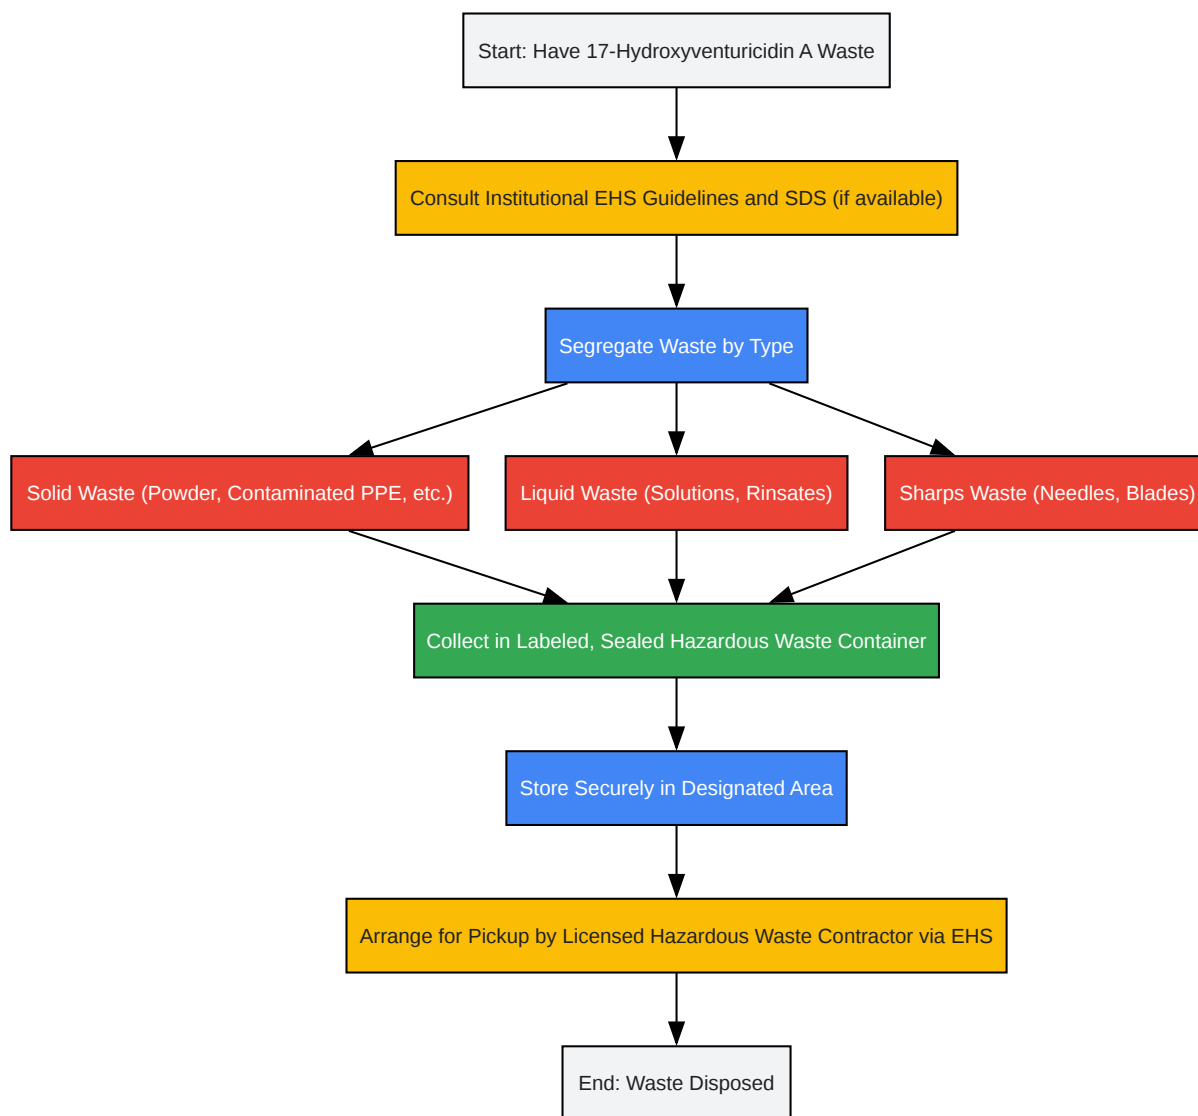 Start: Have 17-Hydroxyventuricidin A Waste
Consult Institutional EHS Guidelines and SDS (if available)
Segregate Waste by Type
Solid Waste (Powder, Contaminated PPE, etc.)
Liquid Waste (Solutions, Rinsates)
Sharps Waste (Needles, Blades)
Collect in Labeled, Sealed Hazardous Waste Container
Store Securely in Designated Area
Arrange for Pickup by Licensed Hazardous Waste Contractor via EHS
End: Waste Disposed